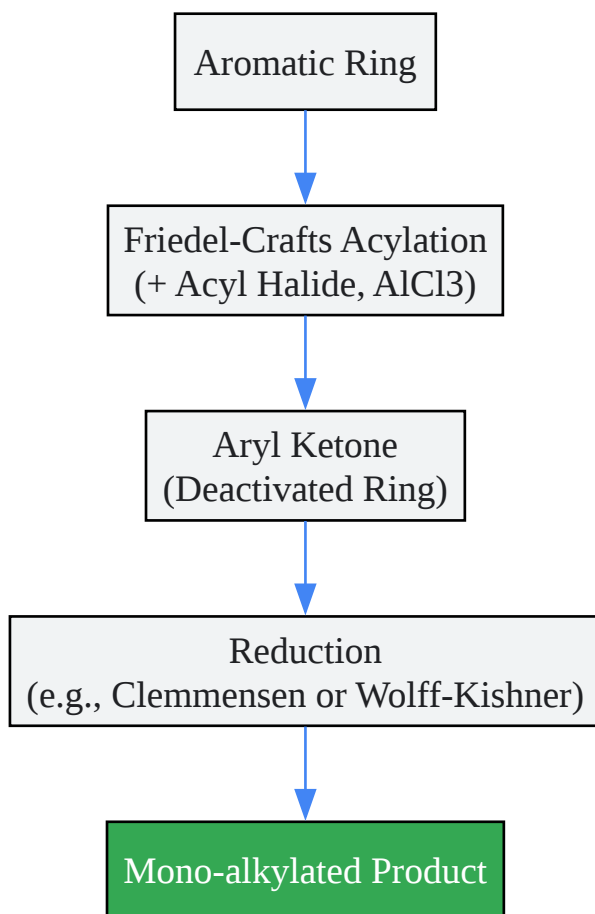 Aromatic Ring
Friedel-Crafts Acylation
(+ Acyl Halide, AlCl3)
Aryl Ketone
(Deactivated Ring)
Reduction
(e.g., Clemmensen or Wolff-Kishner)
Mono-alkylated Product